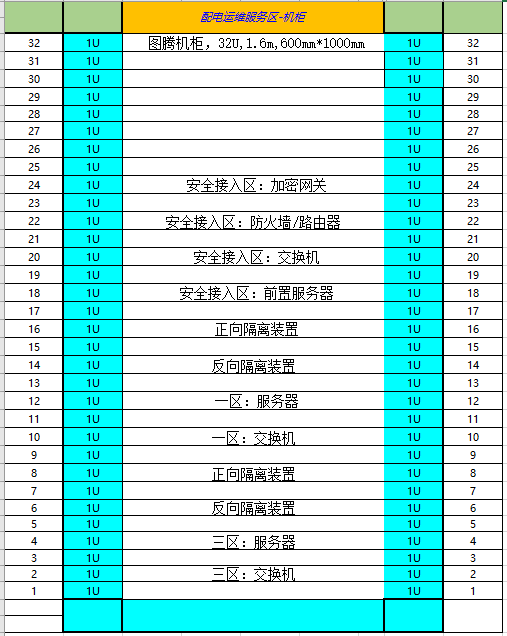 配电运维服务区-机柜
32 1U 图腾机柜，32U,1.6m,600mm*1000mm 1U 32
31 1U 1U 31
30 1U 1U 30
29 1U 1U 29
28 1U 1U 28
27 1U 1U 27
26 1U 1U 26
25 1U 1U 25
24 1U 安全接入区：加密网关 1U 24
23 1U 1U 23
22 1U 安全接入区：防火墙/路由器 1U 22
21 1U 1U 21
20 1U 安全接入区：交换机 1U 20
19 1U 1U 19
18 1U 安全接入区：前置服务器 1U 18
17 1U 1U 17
16 1U 正向隔离装置 1U 16
15 1U 1U 15
14 1U 反向隔离装置 1U 14
13 1U 1U 13
12 1U 一区：服务器 1U 12
11 1U 1U 11
10 1U 一区：交换机 1U 10
9 1U 1U 9
8 1U 正向隔离装置 1U 8
7 1U 1U 7
6 1U 反向隔离装置 1U 6
5 1U 1U 5
4 1U 三区：服务器 1U 4
3 1U 1U 3
2 1U 三区：交换机 1U 2
1 1U 1U 1